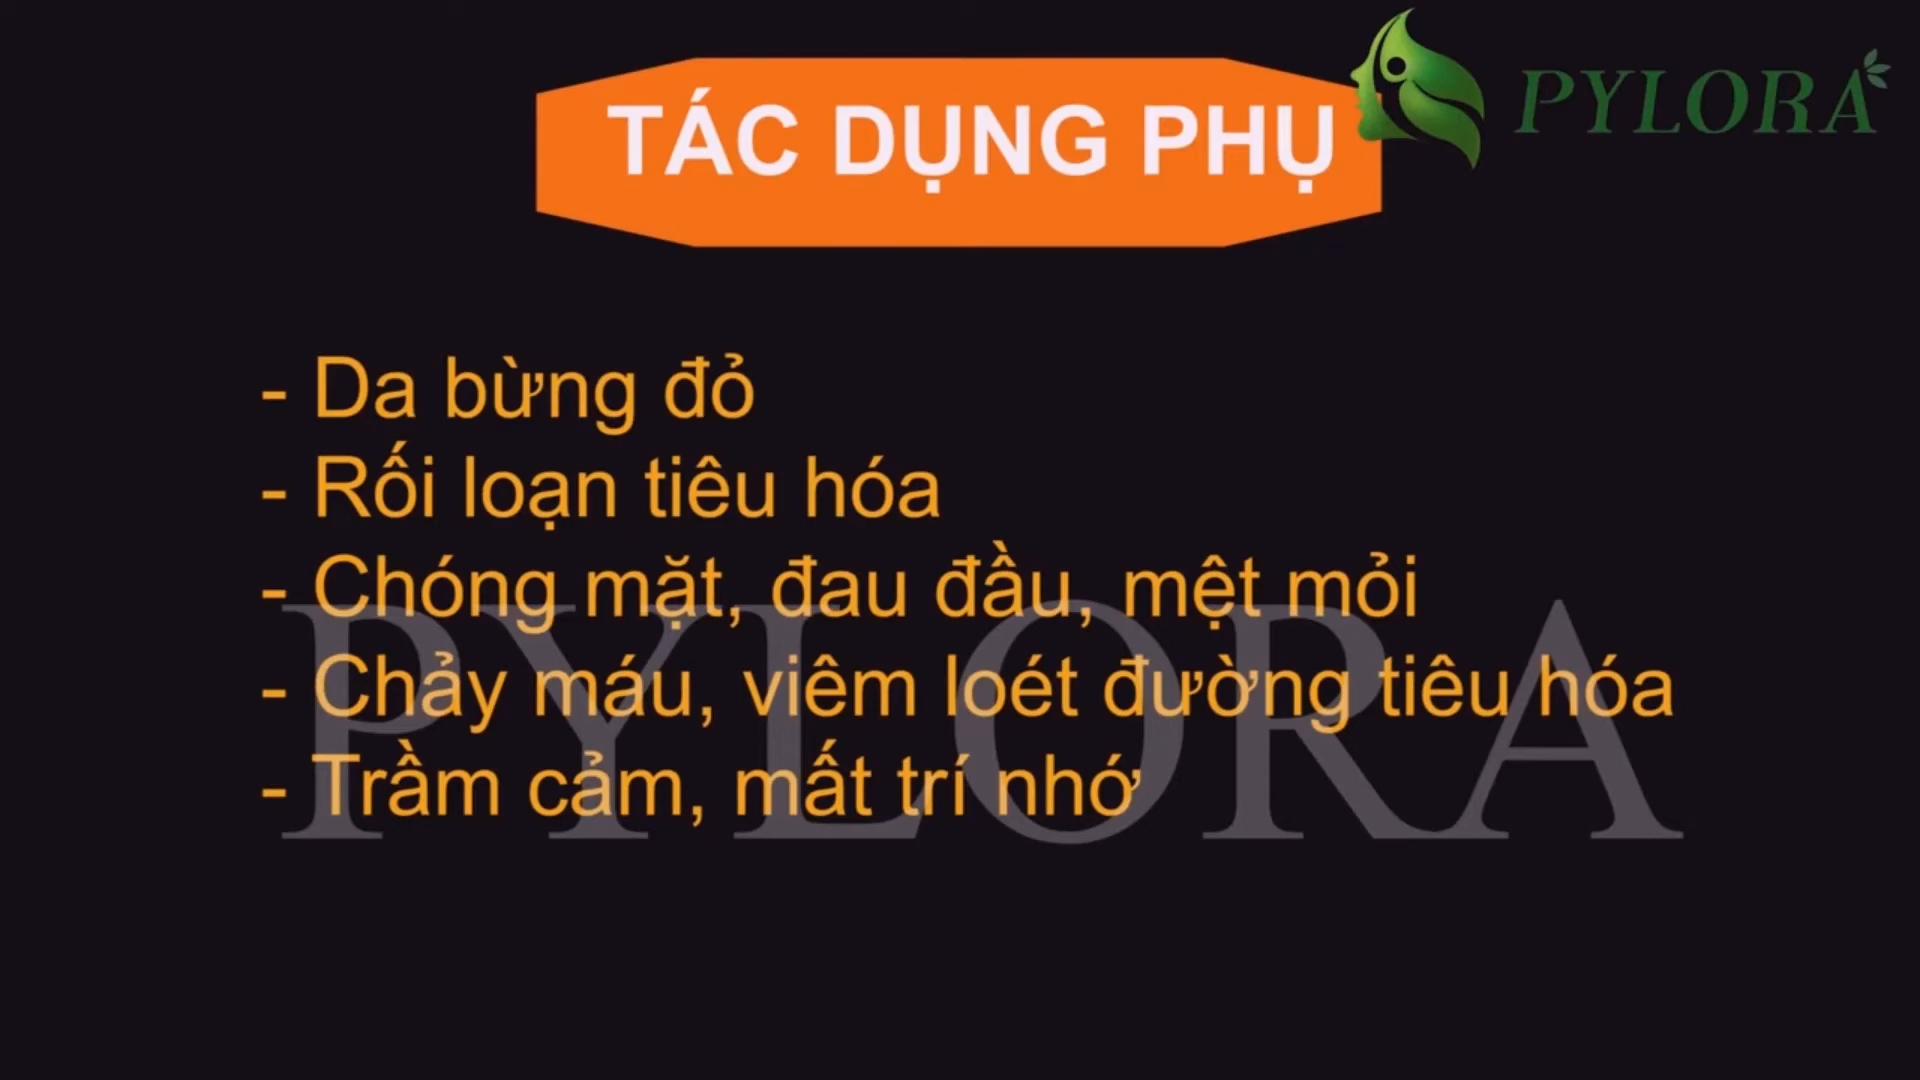 PYLORA
TÁC DỤNG PHỤ
- Da bừng đỏ
- Rối loạn tiêu hóa
- Chóng mặt, đau đầu, mệt mỏi
- Chảy máu, viêm loét đường tiêu hóa
- Trầm cảm, mất trí nhớ
PYLORA